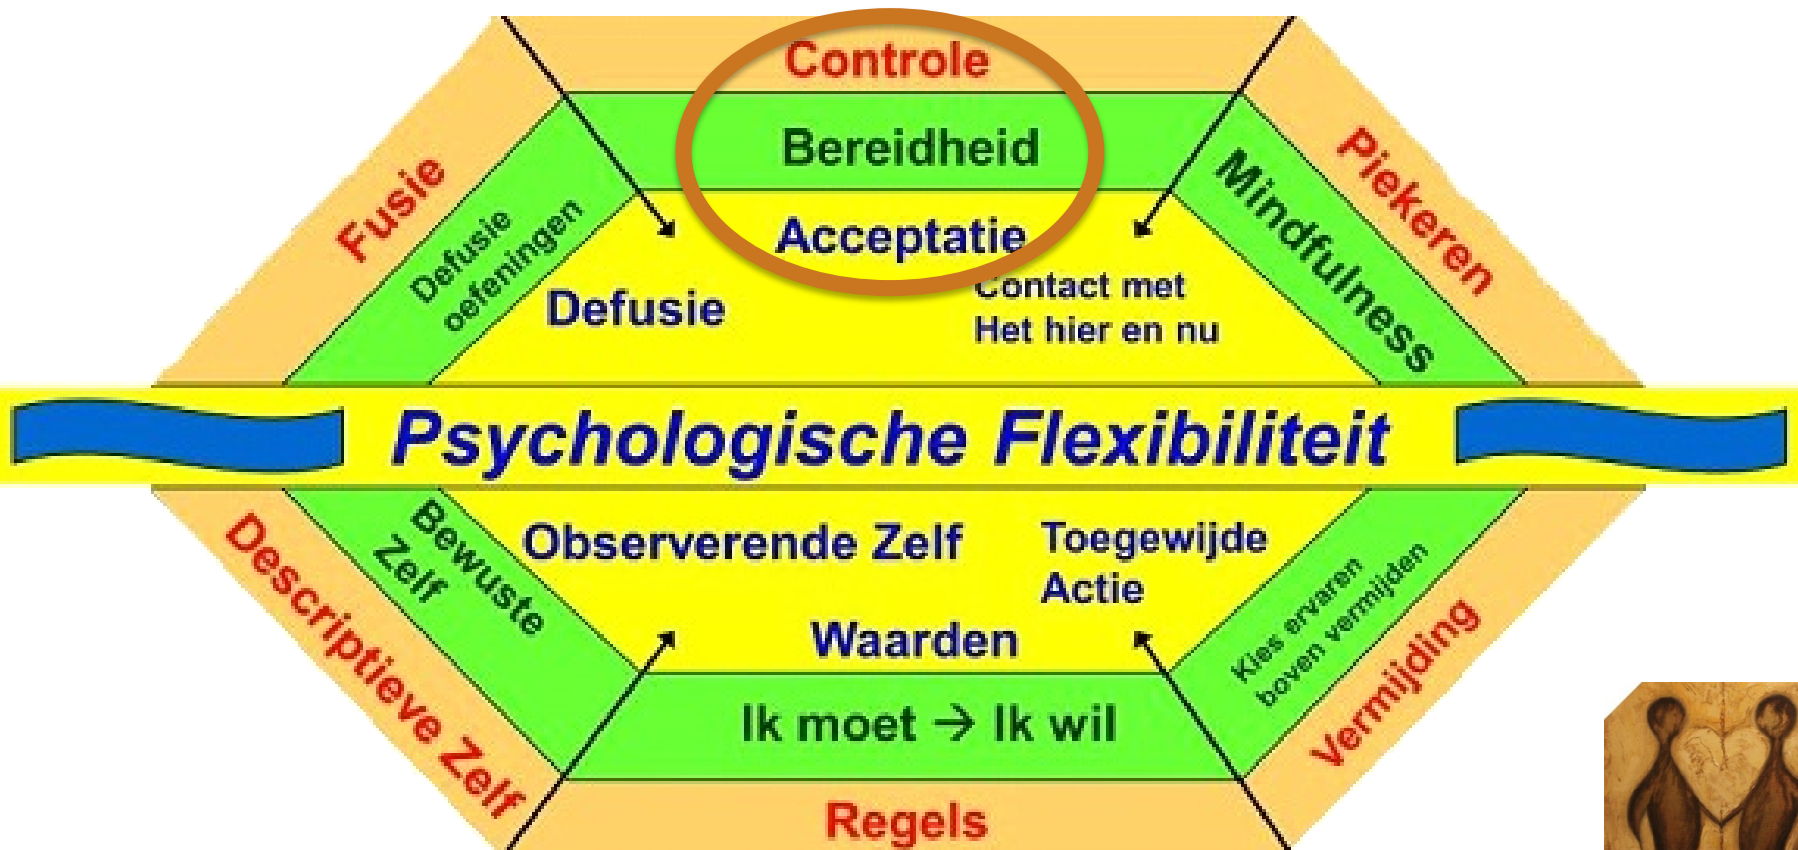 Controle
Bereidheid
Acceptatie
Fusie
Defusie
oefeningen
Defusie
Contact met
Het hier en nu
Mindfulness
Piekeren
Psychologische Flexibiliteit
Descriptieve Zelf
Bewuste
Zelf
Observerende Zelf
Toegewijde
Actie
Waarden
Kies ervaren
boven vermijden
Vermijding
Ik moet → Ik wil
Regels